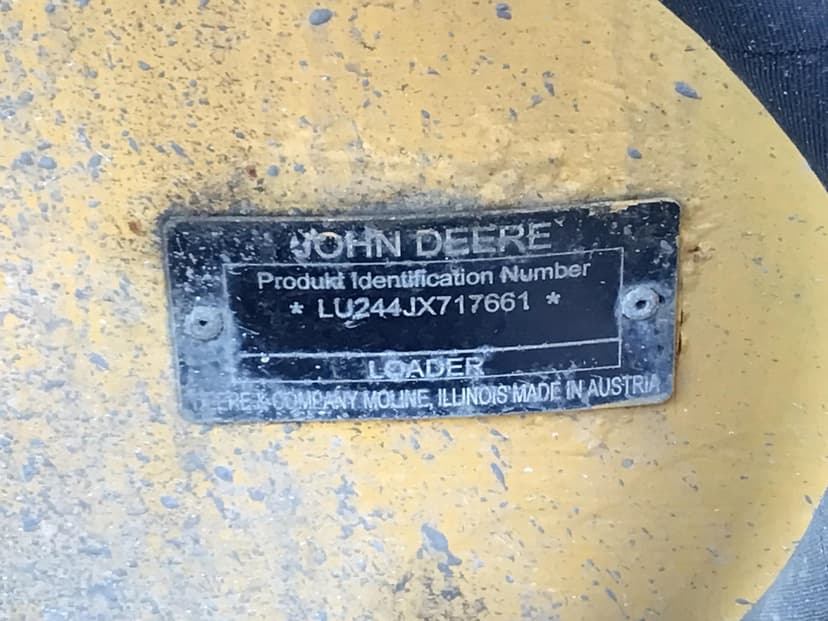 JOHN DEERE
Produkt Identification Number
* LU244JX717661 *
LOADER
DEERE & COMPANY MOLINE, ILLINOIS MADE IN AUSTRIA